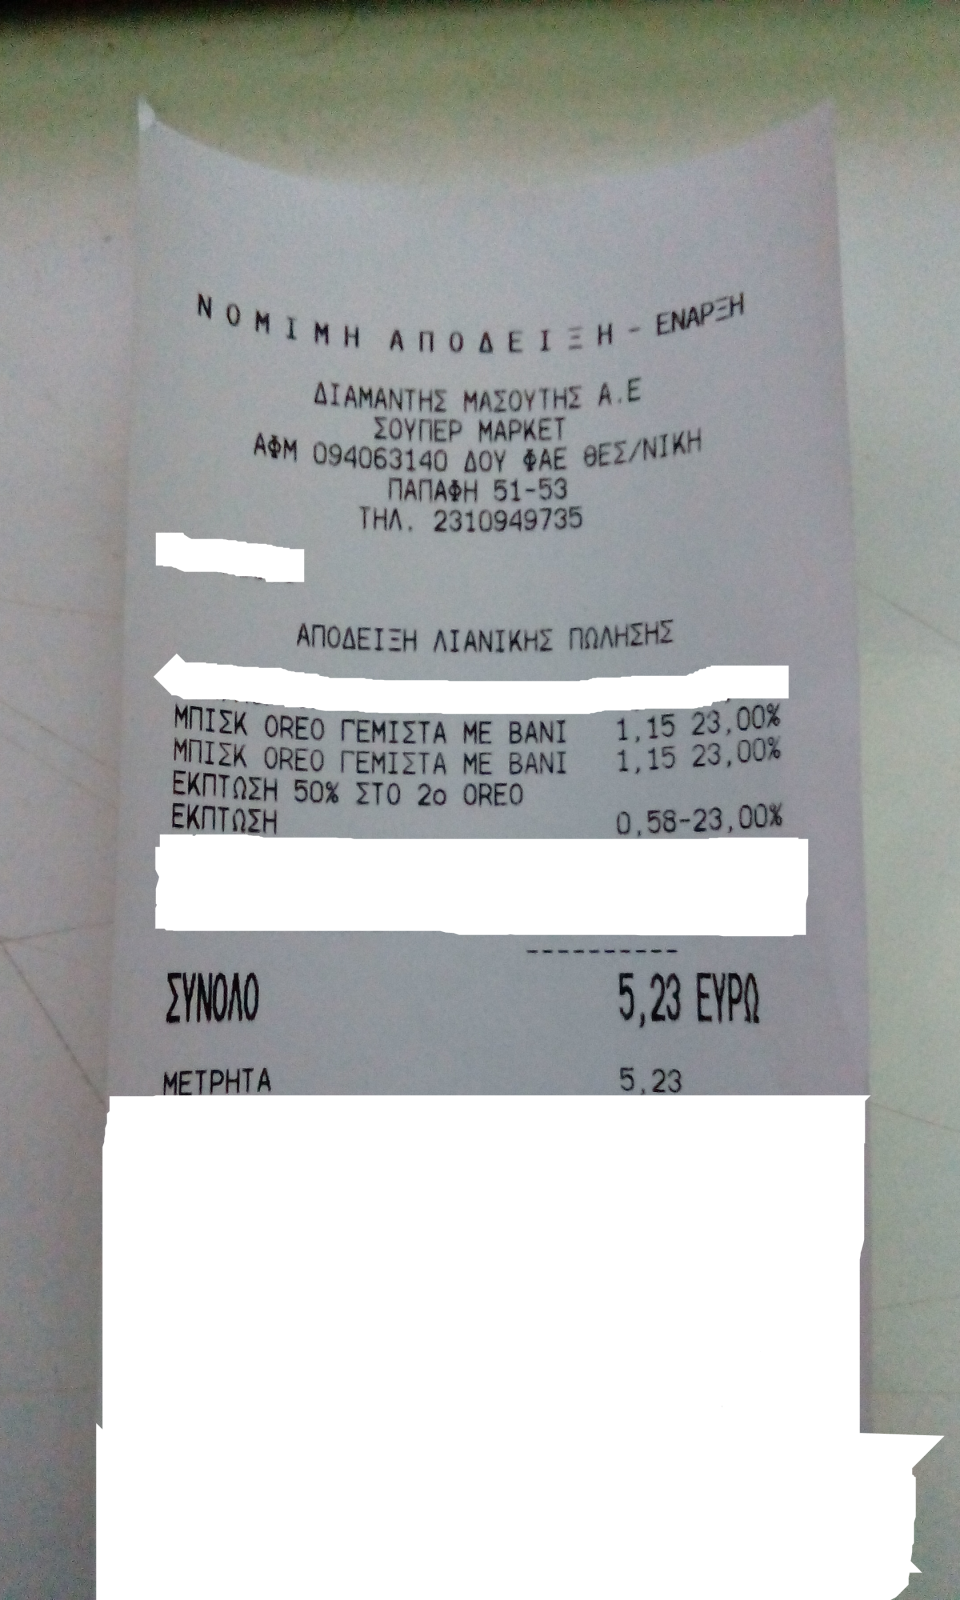 ΝΟΜΙΜΗ ΑΠΟΔΕΙΞΗ - ΕΝΑΡΞΗ
ΔΙΑΜΑΝΤΗΣ ΜΑΣΟΥΤΗΣ Α.Ε
ΣΟΥΠΕΡ ΜΑΡΚΕΤ
ΑΦΜ 094063140 ΔΟΥ ΦΑΕ ΘΕΣ/ΝΙΚΗ
ΠΑΠΑΦΗ 51-53
ΤΗΛ. 2310949735
ΑΠΟΔΕΙΞΗ ΛΙΑΝΙΚΗΣ ΠΩΛΗΣΗΣ
ΜΠΙΣΚ OREO ΓΕΜΙΣΤΑ ΜΕ ΒΑΝΙ 1,15 23,00%
ΜΠΙΣΚ OREO ΓΕΜΙΣΤΑ ΜΕ ΒΑΝΙ 1,15 23,00%
ΕΚΠΤΩΣΗ 50% ΣΤΟ 2ο OREO
ΕΚΠΤΩΣΗ 0,58-23,00%
----------
ΣΥΝΟΛΟ 5,23 ΕΥΡΩ
ΜΕΤΡΗΤΑ 5,23